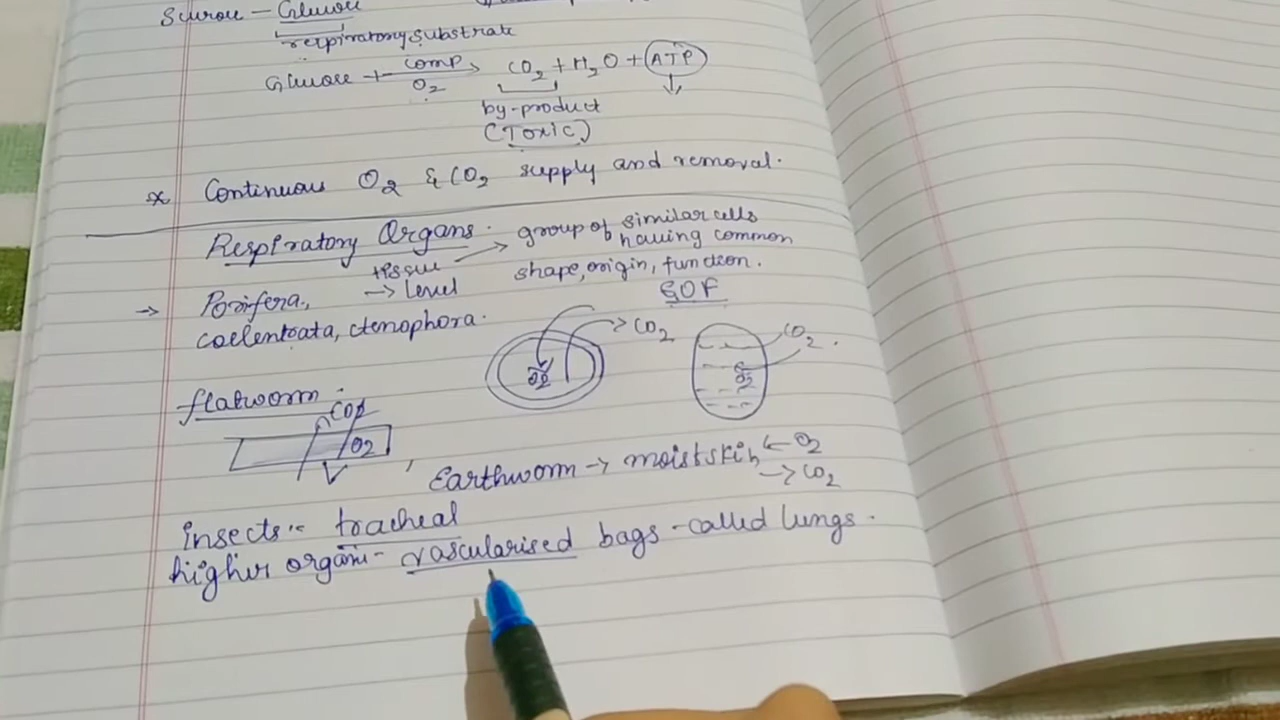 Source - Glucose
respiratory substrate
Glucose + comp O2 → CO2 + H2O + ATP
by-product
(Toxic)
* Continuous O2 & CO2 supply and removal.
Respiratory Organs.
tissue → group of similar cells
having common
→ level shape, origin, function.
→ Porifera, SOF
coelenteata, ctenophora.
→ CO2 CO2.
O2 O2
flatworm:
CO2
O2
Earthworm → moist skin ← O2
→ CO2
insects:- tracheal
higher organi- vascularised bags - called lungs.